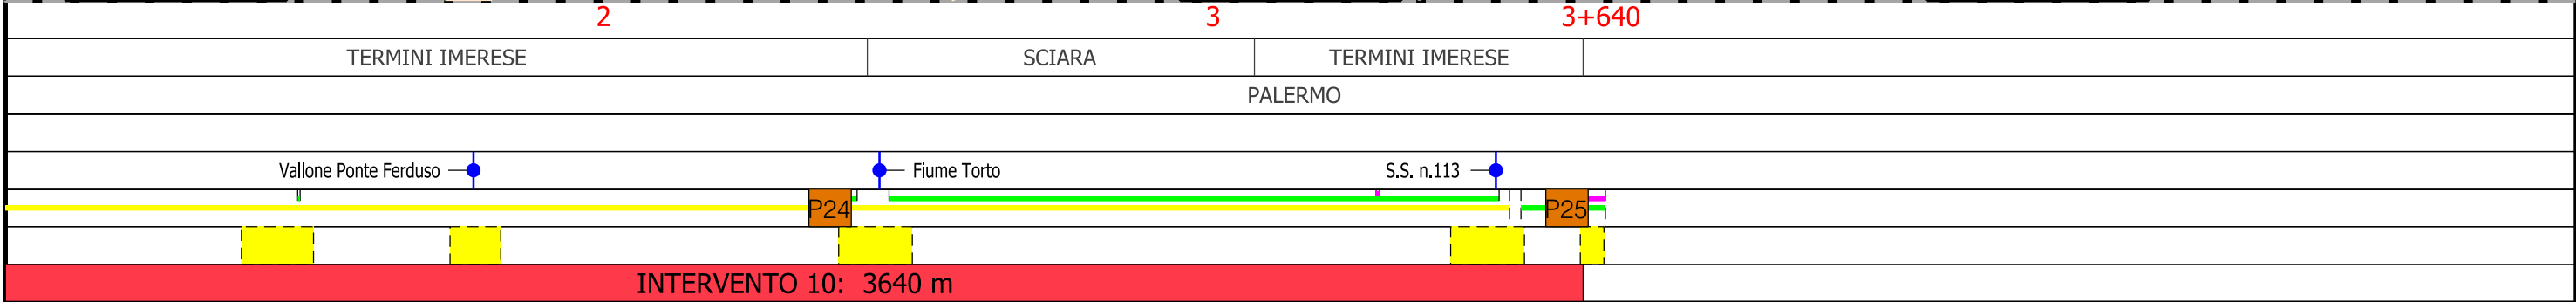 2 3 3+640
TERMINI IMERESE SCIARA TERMINI IMERESE
PALERMO
Vallone Ponte Ferduso Fiume Torto S.S. n.113
P24 P25
INTERVENTO 10: 3640 m